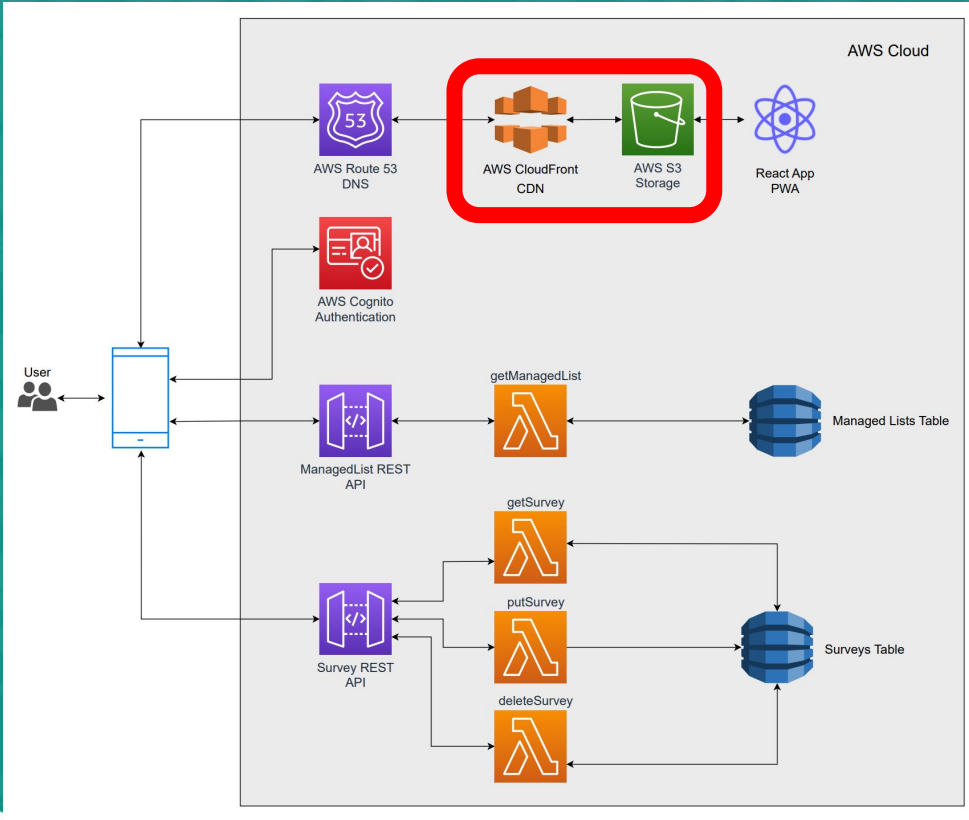 AWS Cloud
53
AWS Route 53
DNS
AWS CloudFront
CDN
AWS S3
Storage
React App
PWA
AWS Cognito
Authentication
User
getManagedList
</>
ManagedList REST
API
Managed Lists Table
getSurvey
putSurvey
</>
Survey REST
API
Surveys Table
deleteSurvey